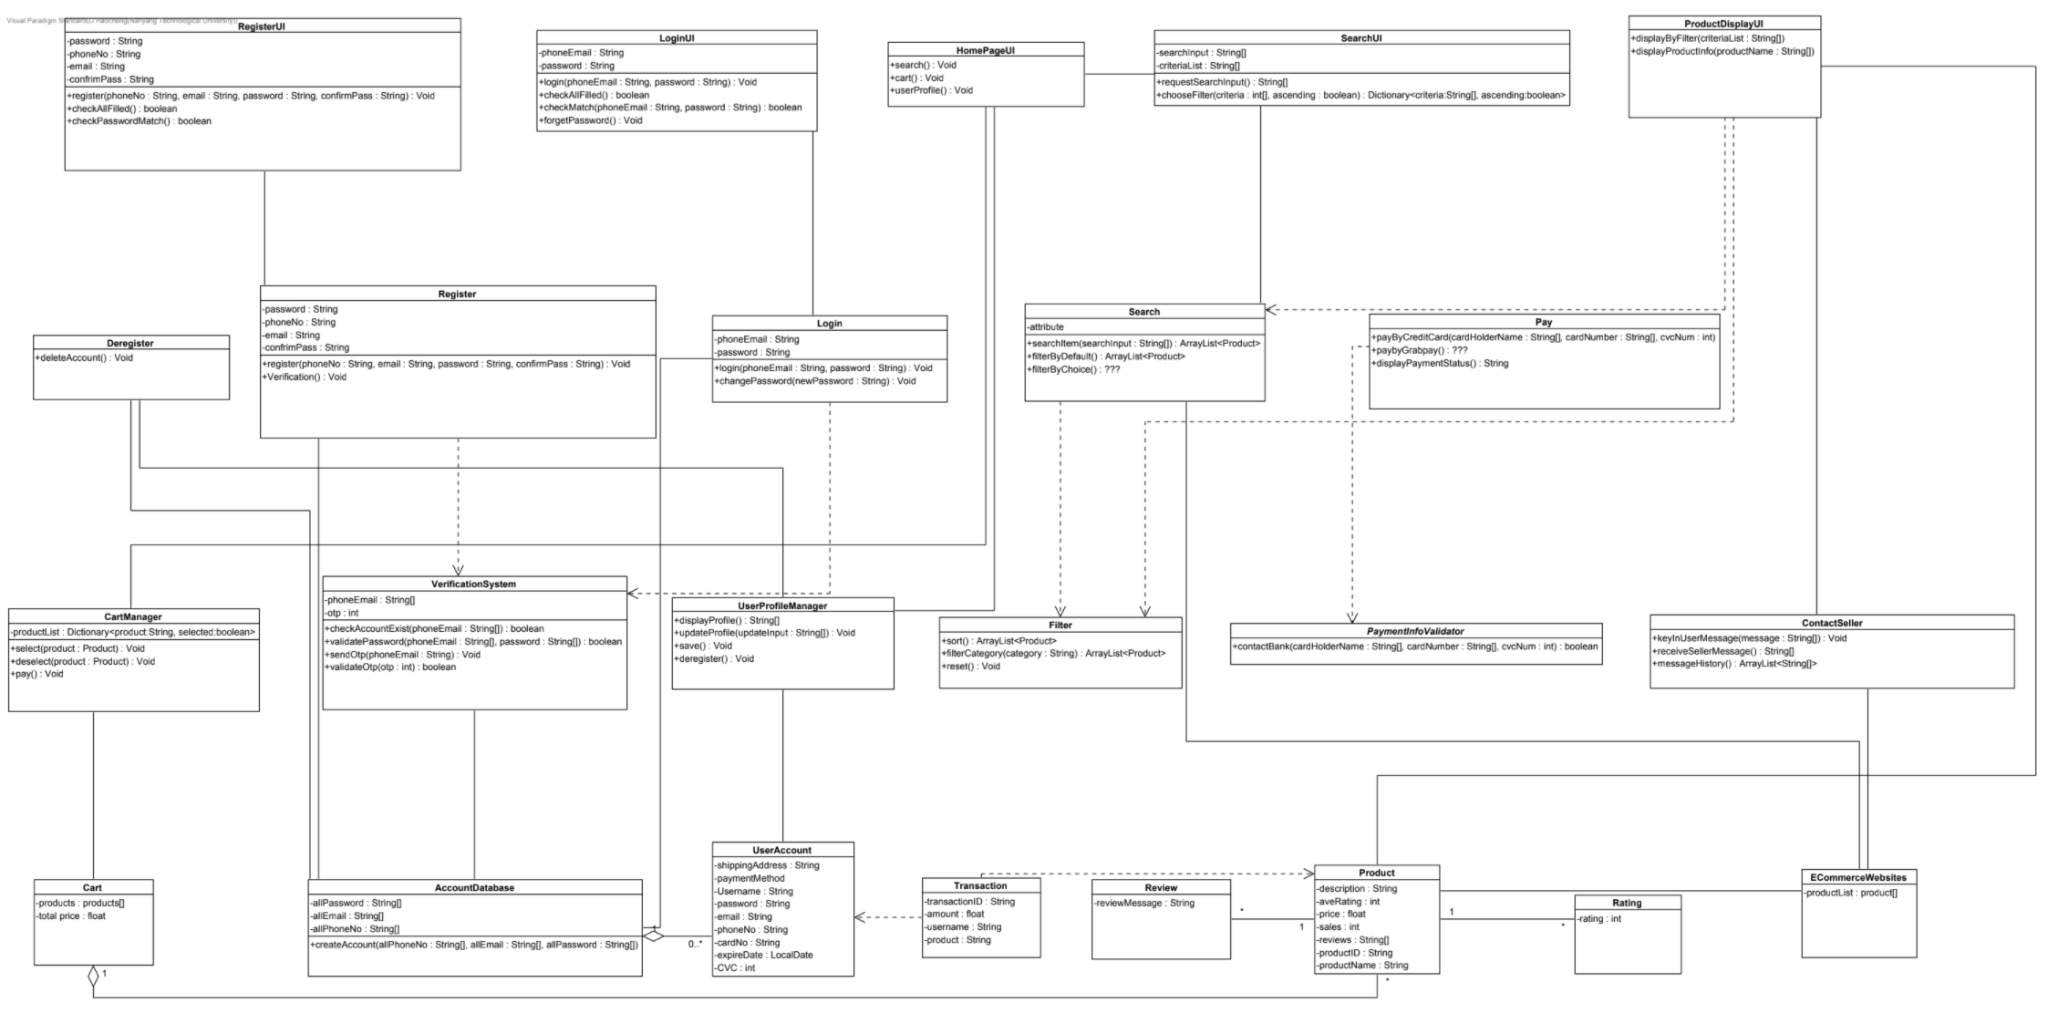 Visual Paradigm Standard(Li Haocheng(Nanyang Technological University))
RegisterUI
-password : String
-phoneNo : String
-email : String
-confrimPass : String
+register(phoneNo : String, email : String, password : String, confirmPass : String) : Void
+checkAllFilled() : boolean
+checkPasswordMatch() : boolean
LoginUI
-phoneEmail : String
-password : String
+login(phoneEmail : String, password : String) : Void
+checkAllFilled() : boolean
+checkMatch(phoneEmail : String, password : String) : boolean
+forgetPassword() : Void
HomePageUI
+search() : Void
+cart() : Void
+userProfile() : Void
SearchUI
-searchInput : String[]
-criteriaList : String[]
+requestSearchInput() : String[]
+chooseFilter(criteria : int[], ascending : boolean) : Dictionary<criteria:String[], ascending:boolean>
ProductDisplayUI
+displayByFilter(criteriaList : String[])
+displayProductInfo(productName : String[])
Deregister
+deleteAccount() : Void
Register
-password : String
-phoneNo : String
-email : String
-confrimPass : String
+register(phoneNo : String, email : String, password : String, confirmPass : String) : Void
+Verification() : Void
Login
-phoneEmail : String
-password : String
+login(phoneEmail : String, password : String) : Void
+changePassword(newPassword : String) : Void
Search
-attribute
+searchItem(searchInput : String[]) : ArrayList<Product>
+filterByDefault() : ArrayList<Product>
+filterByChoice() : ???
Pay
+payByCreditCard(cardHolderName : String[], cardNumber : String[], cvcNum : int)
+paybyGrabpay() : ???
+displayPaymentStatus() : String
CartManager
-productList : Dictionary<product:String, selected:boolean>
+select(product : Product) : Void
+deselect(product : Product) : Void
+pay() : Void
VerificationSystem
-phoneEmail : String[]
-otp : int
+checkAccountExist(phoneEmail : String[]) : boolean
+validatePassword(phoneEmail : String[], password : String[]) : boolean
+sendOtp(phoneEmail : String) : Void
+validateOtp(otp : int) : boolean
UserProfileManager
+displayProfile() : String[]
+updateProfile(updateInput : String[]) : Void
+save() : Void
+deregister() : Void
Filter
+sort() : ArrayList<Product>
+filterCategory(category : String) : ArrayList<Product>
+reset() : Void
PaymentInfoValidator
+contactBank(cardHolderName : String[], cardNumber : String[], cvcNum : int) : boolean
ContactSeller
+keyInUserMessage(message : String[]) : Void
+receiveSellerMessage() : String[]
+messageHistory() : ArrayList<String[]>
Cart
-products : products[]
-total price : float
1
AccountDatabase
-allPassword : String[]
-allEmail : String[]
-allPhoneNo : String[]
+createAccount(allPhoneNo : String[], allEmail : String[], allPassword : String[])
1
0..*
UserAccount
-shippingAddress : String
-paymentMethod
-Username : String
-password : String
-email : String
-phoneNo : String
-cardNo : String
-expireDate : LocalDate
-CVC : int
Transaction
-transactionID : String
-amount : float
-username : String
-product : String
Review
-reviewMessage : String
*
1
Product
-description : String
-aveRating : int
-price : float
-sales : int
-reviews : String[]
-productID : String
-productName : String
*
1
*
Rating
-rating : int
ECommerceWebsites
-productList : product[]